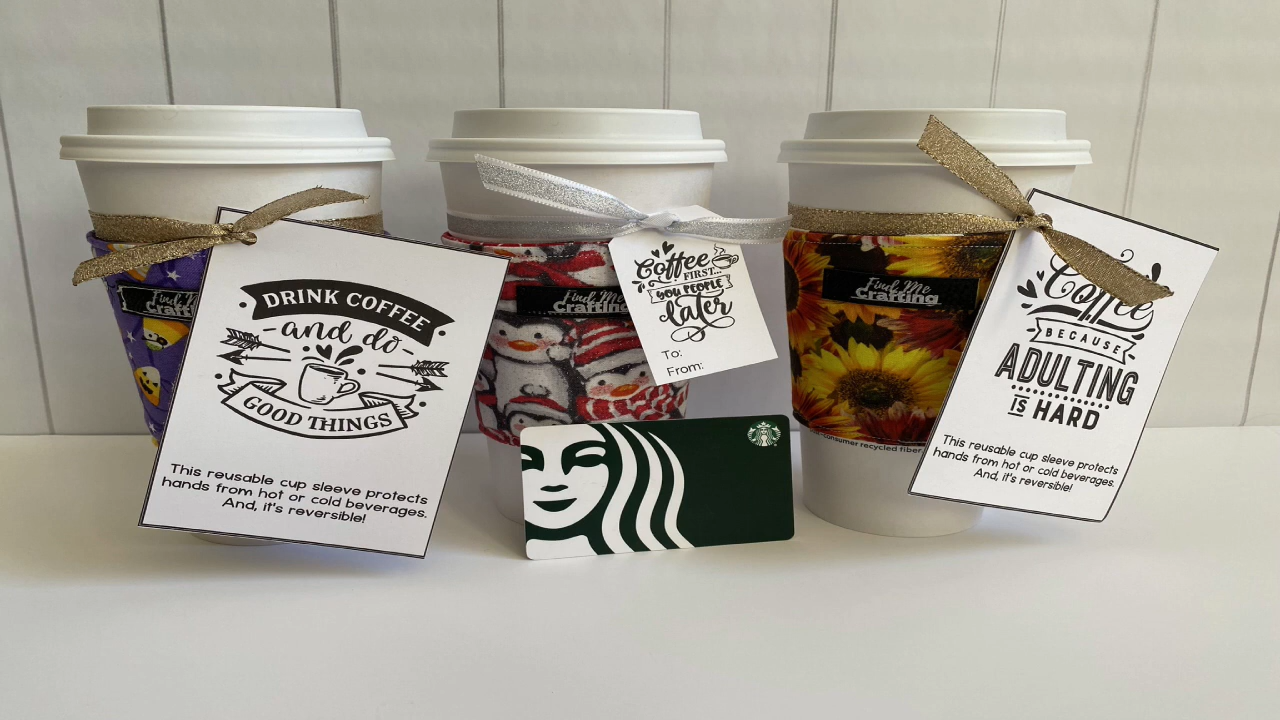 DRINK COFFEE
and do
GOOD THINGS
This reusable cup sleeve protects
hands from hot or cold beverages.
And, it's reversible!
Find Me
Crafting
Find Me
Crafting
Coffee
FIRST...
YOU PEOPLE
later
To:
From:
Find Me
Crafting
consumer recycled fiber.
Coffee
BECAUSE
ADULTING
IS HARD
This reusable cup sleeve protects
hands from hot or cold beverages.
And, it's reversible!